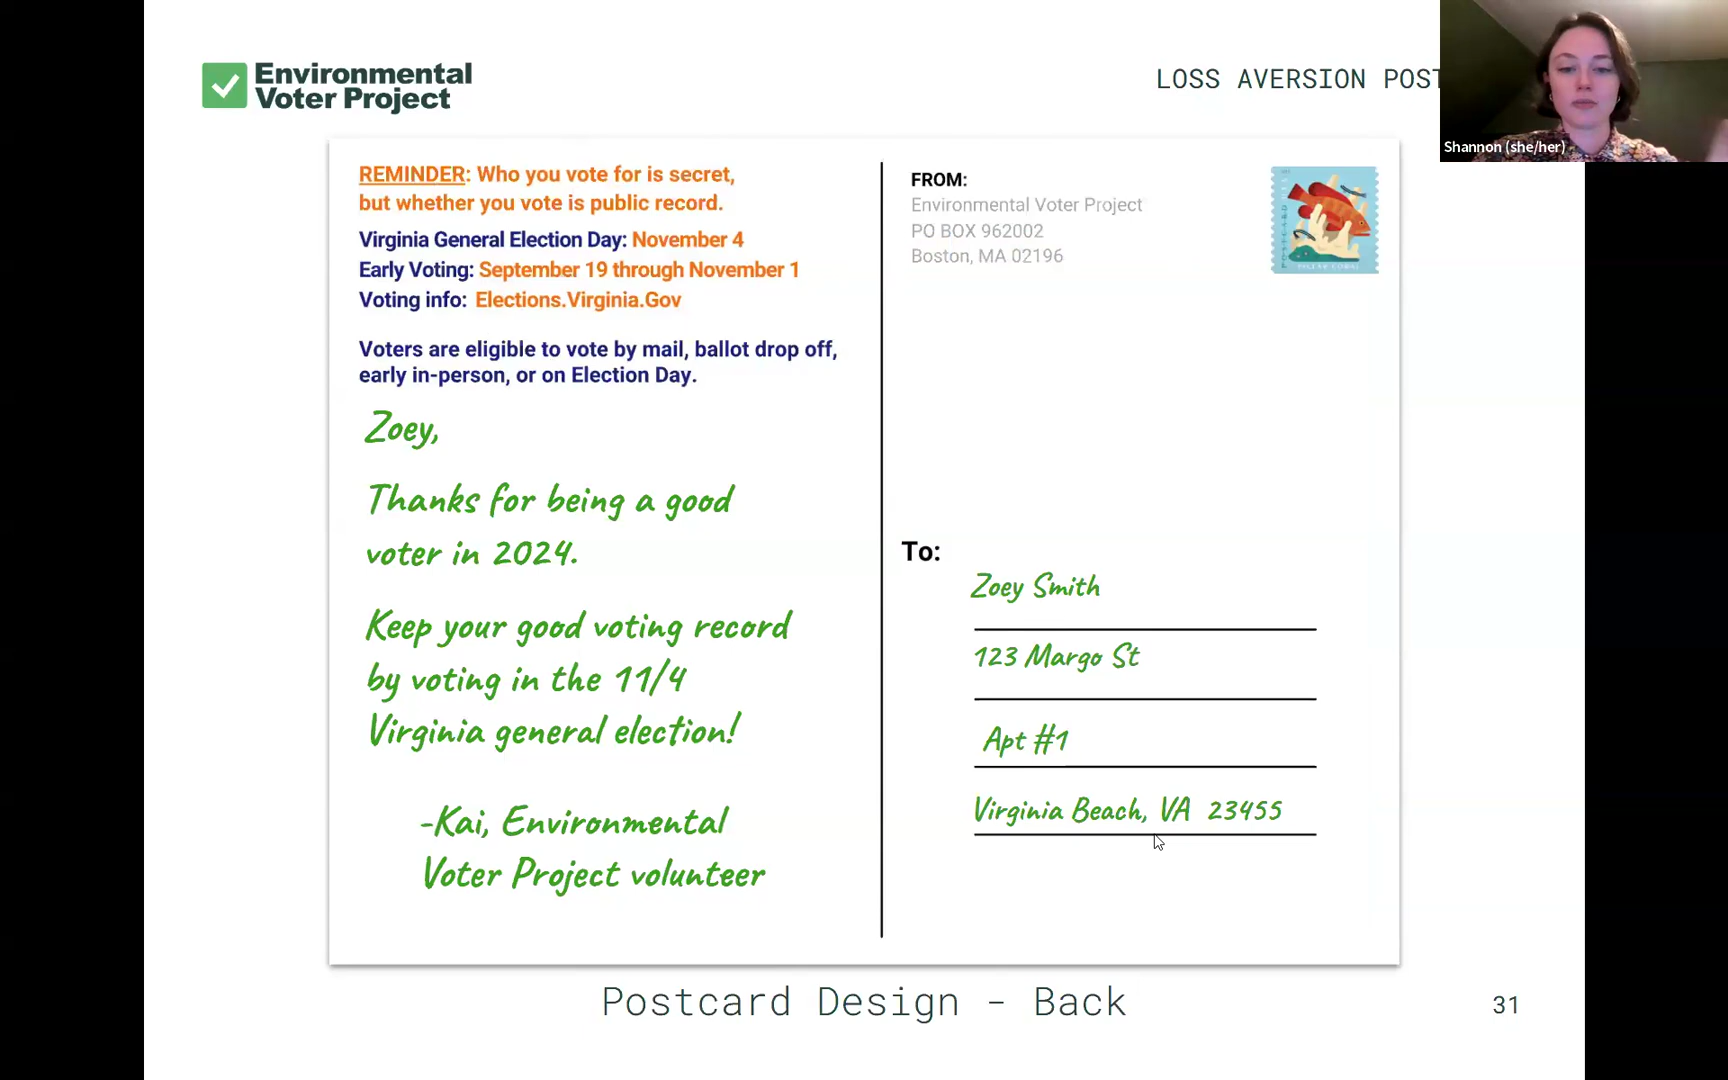 Environmental
Voter Project
LOSS AVERSION POST
Shannon (she/her)
REMINDER: Who you vote for is secret,
but whether you vote is public record.
Virginia General Election Day: November 4
Early Voting: September 19 through November 1
Voting info: Elections.Virginia.Gov
Voters are eligible to vote by mail, ballot drop off,
early in-person, or on Election Day.
Zoey,
Thanks for being a good
voter in 2024.
Keep your good voting record
by voting in the 11/4
Virginia general election!
-Kai, Environmental
Voter Project volunteer
FROM:
Environmental Voter Project
PO BOX 962002
Boston, MA 02196
To:
Zoey Smith
123 Margo St
Apt #1
Virginia Beach, VA 23455
Postcard Design - Back
31